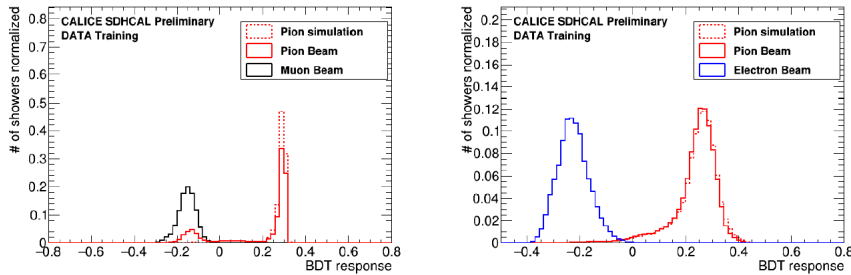 CALICE SDHCAL Preliminary
DATA Training
Pion simulation
Pion Beam
Muon Beam
# of showers normalized
0.8
0.7
0.6
0.5
0.4
0.3
0.2
0.1
0
−0.8 −0.6 −0.4 −0.2 0 0.2 0.4 0.6 0.8
BDT response
CALICE SDHCAL Preliminary
DATA Training
Pion simulation
Pion Beam
Electron Beam
# of showers normalized
0.2
0.18
0.16
0.14
0.12
0.1
0.08
0.06
0.04
0.02
0
−0.4 −0.2 0 0.2 0.4 0.6 0.8
BDT response